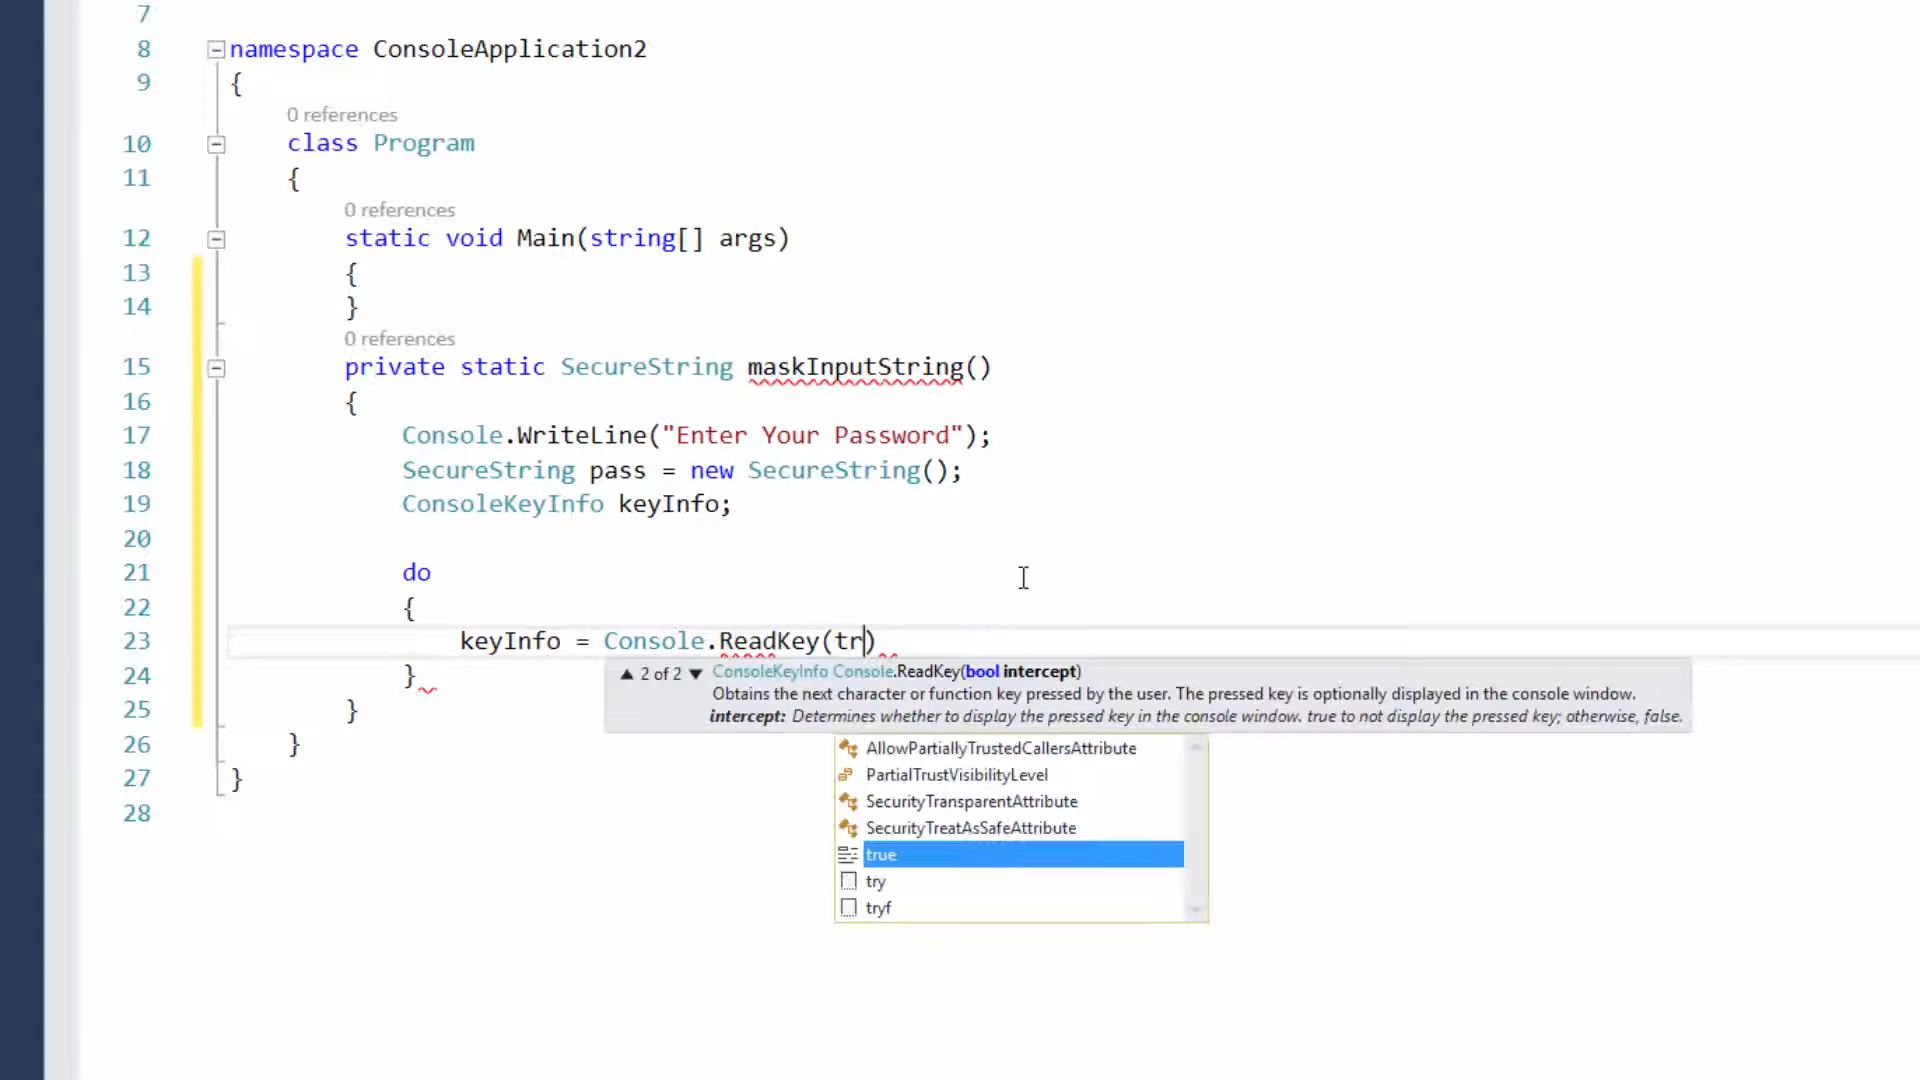 7
8 namespace ConsoleApplication2
9 {
0 references
10 class Program
11 {
0 references
12 static void Main(string[] args)
13 {
14 }
0 references
15 private static SecureString maskInputString()
16 {
17 Console.WriteLine("Enter Your Password");
18 SecureString pass = new SecureString();
19 ConsoleKeyInfo keyInfo;
20
21 do
22 {
23 keyInfo = Console.ReadKey(tr)
24 }
▲ 2 of 2 ▼ ConsoleKeyInfo Console.ReadKey(bool intercept)
Obtains the next character or function key pressed by the user. The pressed key is optionally displayed in the console window.
intercept: Determines whether to display the pressed key in the console window. true to not display the pressed key; otherwise, false.
25 }
26 }
27 }
28
AllowPartiallyTrustedCallersAttribute
PartialTrustVisibilityLevel
SecurityTransparentAttribute
SecurityTreatAsSafeAttribute
true
try
tryf